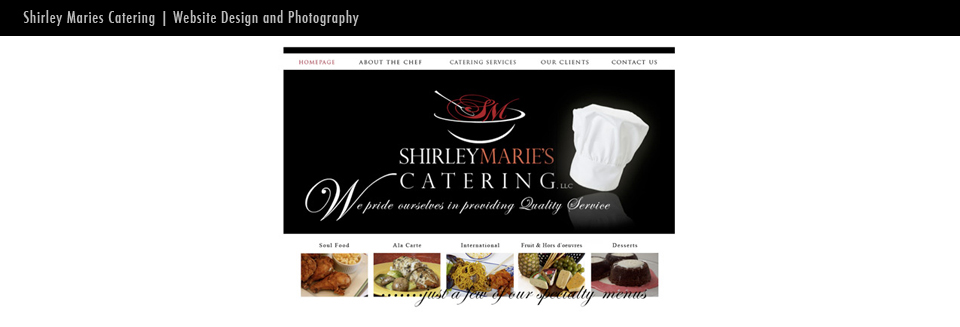 Shirley Maries Catering | Website Design and Photography
HOMEPAGE ABOUT THE CHEF CATERING SERVICES OUR CLIENTS CONTACT US
SM
SHIRLEYMARIE'S
CATERING, LLC
We pride ourselves in providing Quality Service
Soul Food Ala Carte International Fruit & Hors d'oeuvres Desserts
.......just a few of our specialty menus